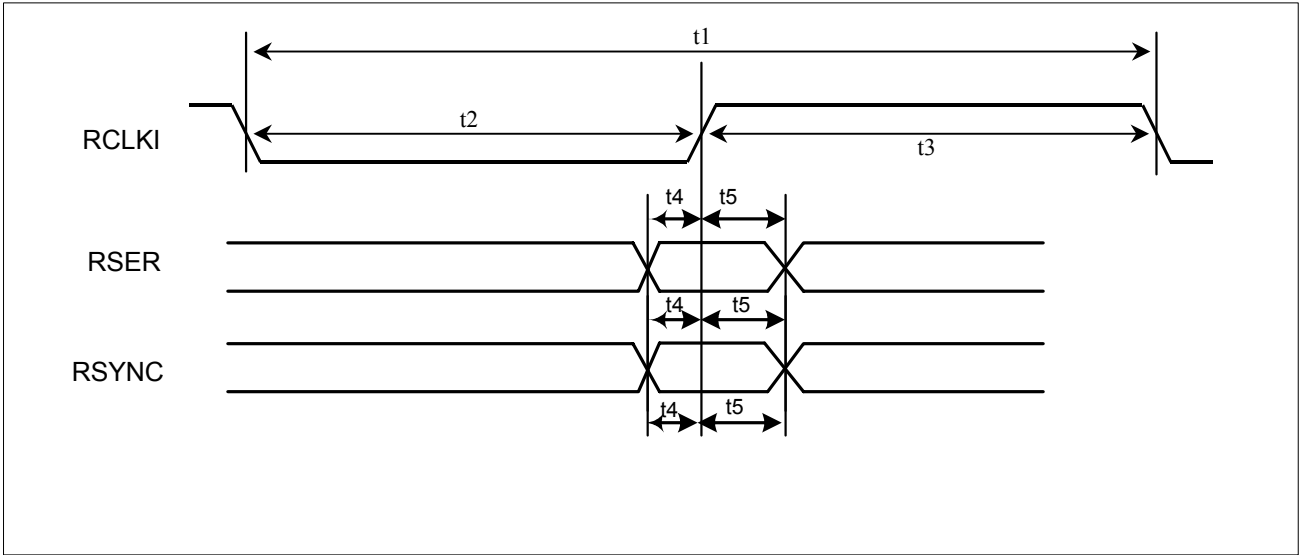 t1
t2
RCLKI
t3
t4 t5
RSER
t4 t5
RSYNC
t4 t5